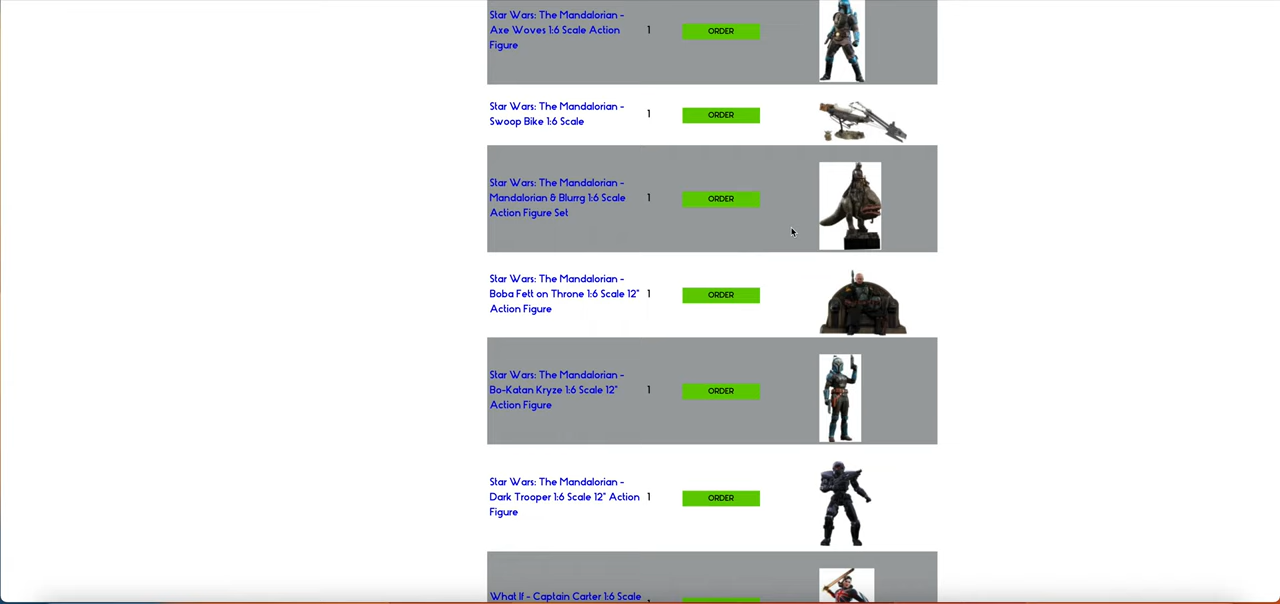 Star Wars: The Mandalorian -
Axe Woves 1:6 Scale Action
Figure
1
ORDER
Star Wars: The Mandalorian -
Swoop Bike 1:6 Scale
1
ORDER
Star Wars: The Mandalorian -
Mandalorian & Blurrg 1:6 Scale
Action Figure Set
1
ORDER
Star Wars: The Mandalorian -
Boba Fett on Throne 1:6 Scale 12"
Action Figure
1
ORDER
Star Wars: The Mandalorian -
Bo-Katan Kryze 1:6 Scale 12"
Action Figure
1
ORDER
Star Wars: The Mandalorian -
Dark Trooper 1:6 Scale 12" Action
Figure
1
ORDER
What If - Captain Carter 1:6 Scale